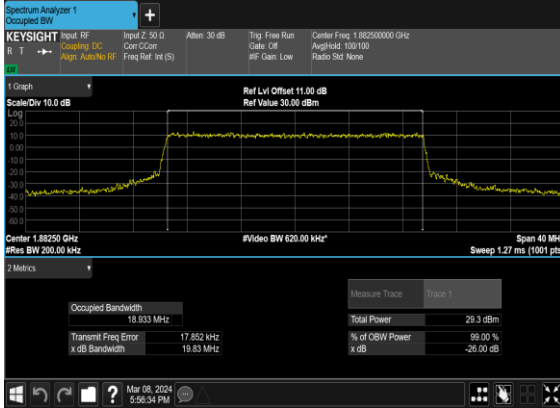 Spectrum Analyzer 1
Occupied BW
+
KEYSIGHT Input: RF Input Z: 50 Ω Atten: 30 dB Trig: Free Run Center Freq: 1.882500000 GHz
R T Coupling: DC Corr CCorr Gate: Off Avg|Hold: 100/100
Align: Auto/No RF Freq Ref: Int (S) #IF Gain: Low Radio Std: None
1 Graph
Ref Lvl Offset 11.00 dB
Scale/Div 10.0 dB Ref Value 30.00 dBm
Log
20.0
10.0
0.00
-10.0
-20.0
-30.0
-40.0
-50.0
-60.0
Center 1.88250 GHz #Video BW 620.00 kHz* Span 40 MH
#Res BW 200.00 kHz Sweep 1.27 ms (1001 pts
2 Metrics
Measure Trace Trace 1
Occupied Bandwidth
18.933 MHz Total Power 29.3 dBm
Transmit Freq Error 17.852 kHz % of OBW Power 99.00 %
x dB Bandwidth 19.83 MHz x dB -26.00 dB
? Mar 08, 2024
5:56:34 PM